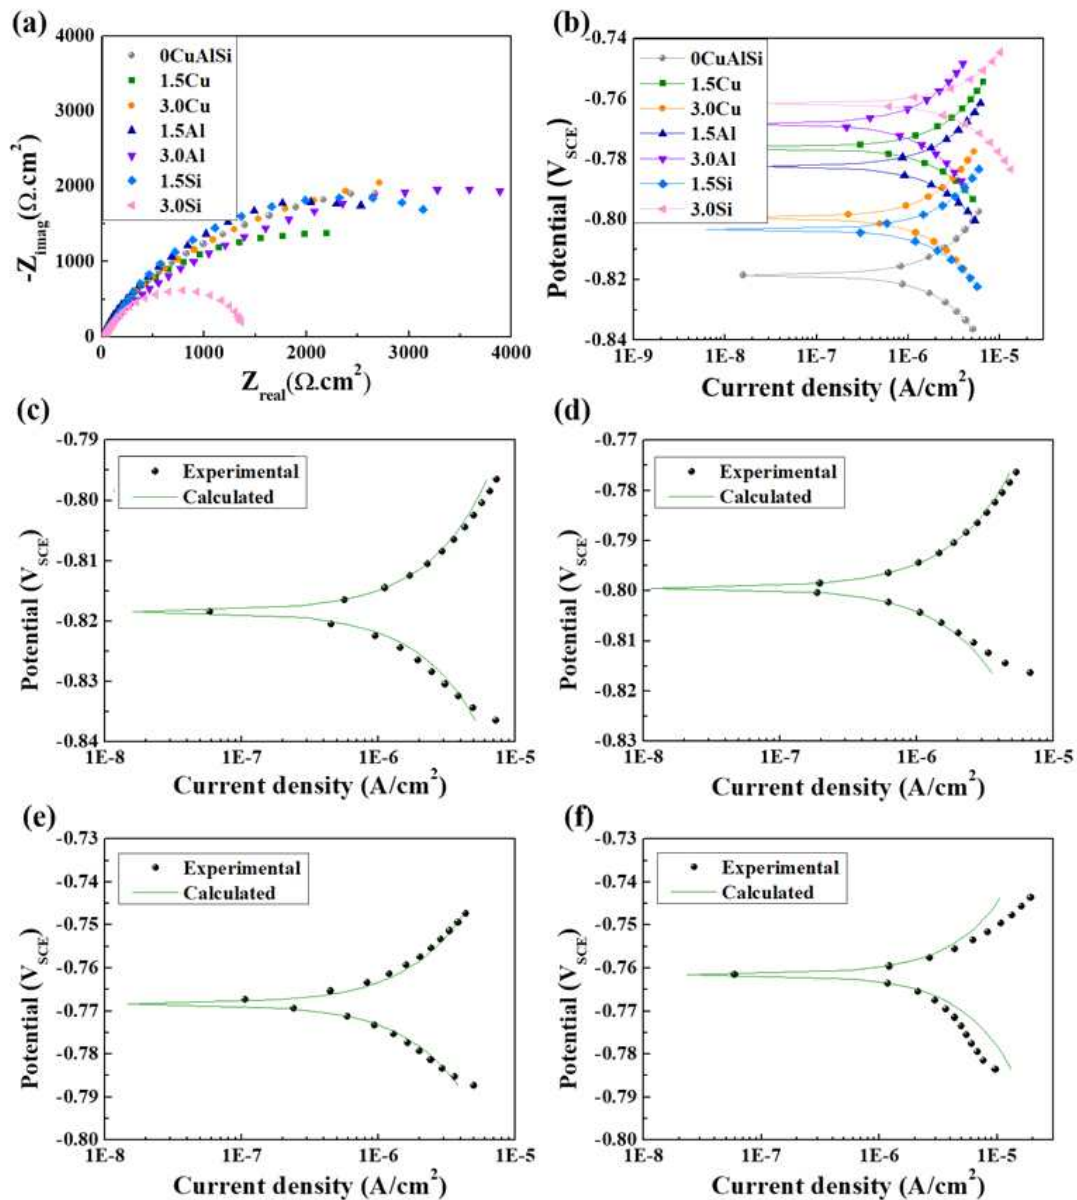 (a)
4000
3000
2000
1000
0
-Z_imag(Ω.cm²)
0CuAlSi
1.5Cu
3.0Cu
1.5Al
3.0Al
1.5Si
3.0Si
0 1000 2000 3000 4000
Z_real(Ω.cm²)
(b)
-0.74
-0.76
-0.78
-0.80
-0.82
-0.84
Potential (V_SCE)
0CuAlSi
1.5Cu
3.0Cu
1.5Al
3.0Al
1.5Si
3.0Si
1E-9 1E-7 1E-6 1E-5
Current density (A/cm²)
(c)
-0.79
-0.80
-0.81
-0.82
-0.83
-0.84
Potential (V_SCE)
Experimental
Calculated
1E-8 1E-7 1E-6 1E-5
Current density (A/cm²)
(d)
-0.77
-0.78
-0.79
-0.80
-0.81
-0.82
-0.83
Potential (V_SCE)
Experimental
Calculated
1E-8 1E-7 1E-6 1E-5
Current density (A/cm²)
(e)
-0.73
-0.74
-0.75
-0.76
-0.77
-0.78
-0.79
-0.80
Potential (V_SCE)
Experimental
Calculated
1E-8 1E-7 1E-6 1E-5
Current density (A/cm²)
(f)
-0.73
-0.74
-0.75
-0.76
-0.77
-0.78
-0.79
-0.80
Potential (V_SCE)
Experimental
Calculated
1E-8 1E-7 1E-6 1E-5
Current density (A/cm²)